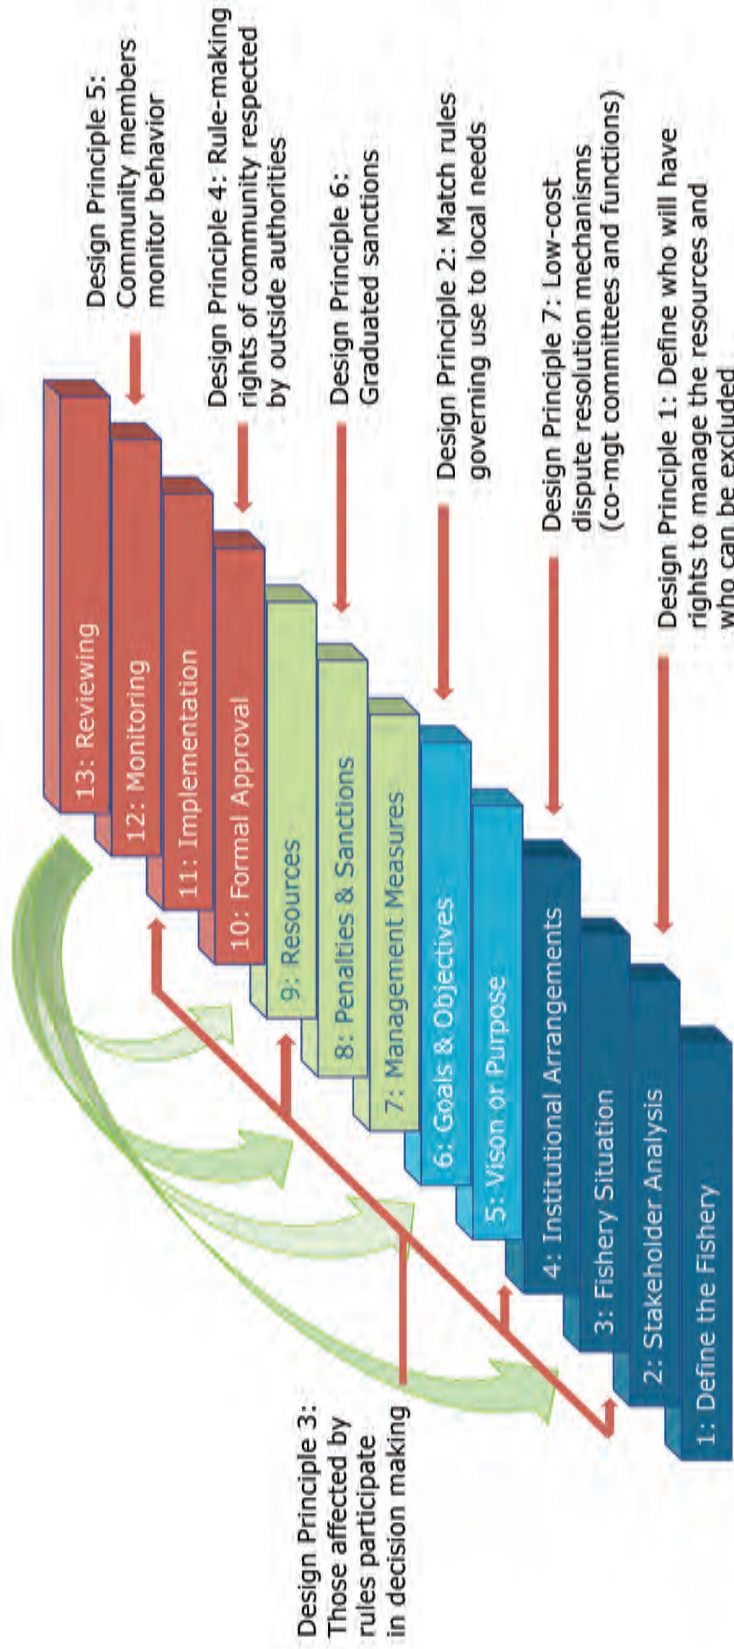 Design Principle 5:
Community members
monitor behavior
Design Principle 4: Rule-making
rights of community respected
by outside authorities
Design Principle 6:
Graduated sanctions
Design Principle 2: Match rules
governing use to local needs
Design Principle 7: Low-cost
dispute resolution mechanisms
(co-mgt committees and functions)
Design Principle 1: Define who will have
rights to manage the resources and
who can be excluded
13: Reviewing
12: Monitoring
11: Implementation
10: Formal Approval
9: Resources
8: Penalties & Sanctions
7: Management Measures
6: Goals & Objectives
5: Vison or Purpose
4: Institutional Arrangements
3: Fishery Situation
2: Stakeholder Analysis
1: Define the Fishery
Design Principle 3:
Those affected by
rules participate
in decision making